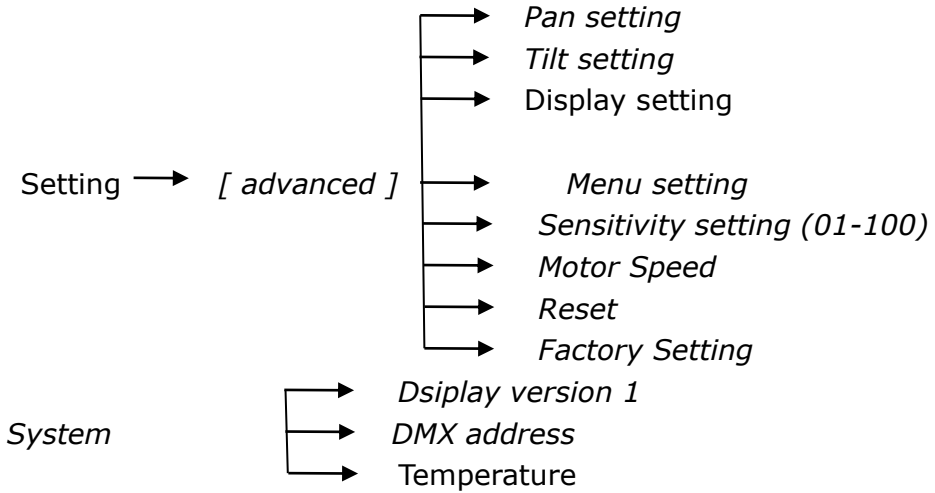 Pan setting
Tilt setting
Display setting
Setting [ advanced ] Menu setting
Sensitivity setting (01-100)
Motor Speed
Reset
Factory Setting
Dsiplay version 1
System DMX address
Temperature